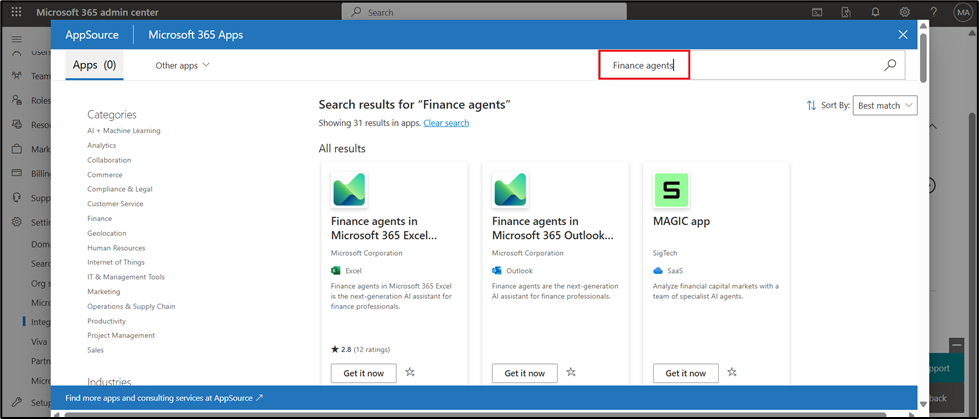 Microsoft 365 admin center
Search
?
MA
AppSource
Microsoft 365 Apps
Apps (0)
Other apps
Finance agents
Users
Team
Roles
Reso
Mark
Billin
Supp
Settin
Doma
Searc
Org s
Micro
Integ
Viva
Partn
Micro
Setup
Categories
AI + Machine Learning
Analytics
Collaboration
Commerce
Compliance & Legal
Customer Service
Finance
Geolocation
Human Resources
Internet of Things
IT & Management Tools
Marketing
Operations & Supply Chain
Productivity
Project Management
Sales
Industries
Search results for “Finance agents”
Showing 31 results in apps. Clear search
Sort By: Best match
All results
Finance agents in
Microsoft 365 Excel...
Microsoft Corporation
Excel
Finance agents in Microsoft 365 Excel
is the next-generation AI assistant for
finance professionals.
★ 2.8 (12 ratings)
Get it now
Finance agents in
Microsoft 365 Outlook...
Microsoft Corporation
Outlook
Finance agents are the next-generation
AI assistant for finance professionals.
Get it now
S
MAGIC app
SigTech
SaaS
Analyze financial capital markets with a
team of specialist AI agents.
Get it now
pport
back
Find more apps and consulting services at AppSource